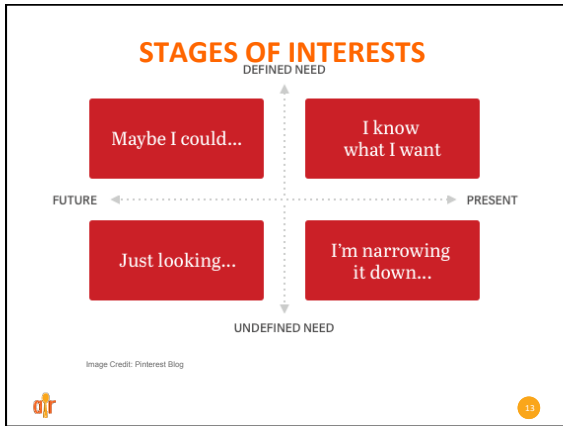 STAGES OF INTERESTS
DEFINED NEED
Maybe I could...
I know
what I want
FUTURE
PRESENT
Just looking...
I'm narrowing
it down...
UNDEFINED NEED
Image Credit: Pinterest Blog
air
13